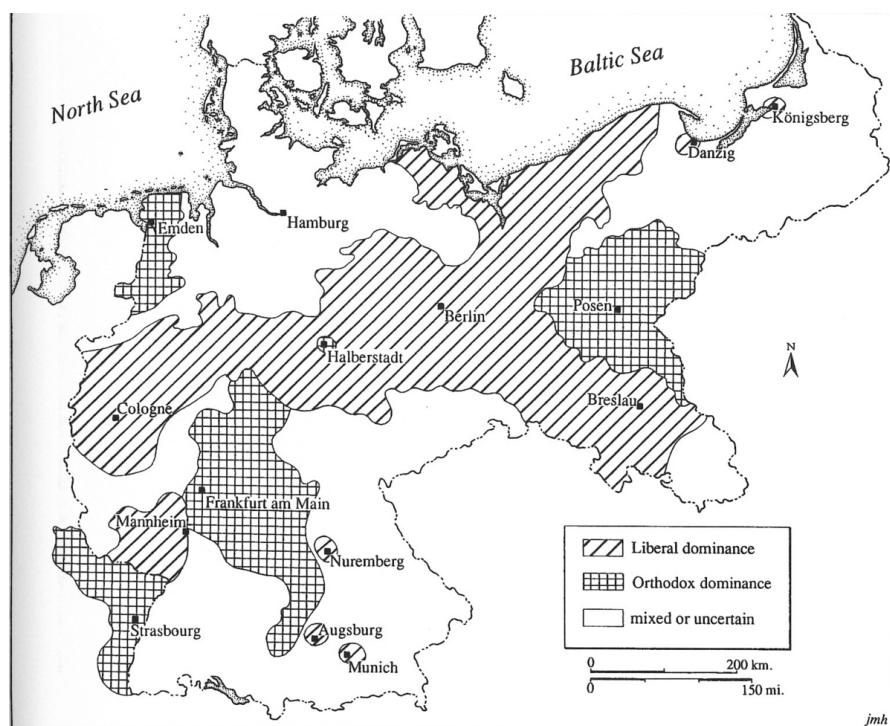 North Sea
Baltic Sea
Königsberg
Danzig
Emden
Hamburg
Posen
Berlin
Halberstadt
Breslau
Cologne
N
Frankfurt am Main
Mannheim
Nuremberg
Strasbourg
Augsburg
Munich
Liberal dominance
Orthodox dominance
mixed or uncertain
0 200 km.
0 150 mi.
jmh